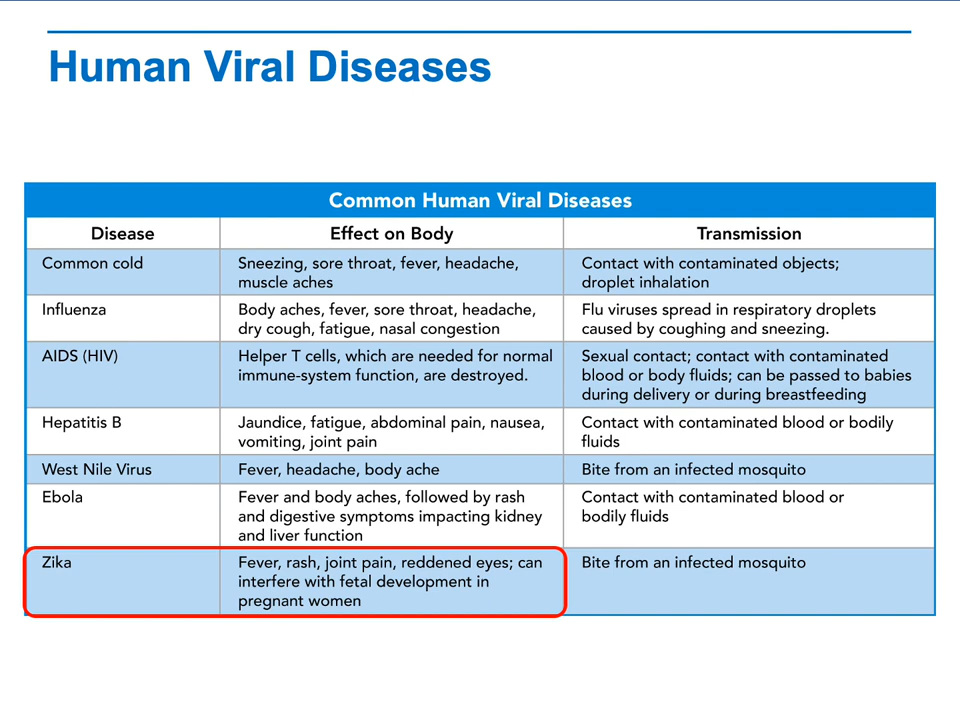 Human Viral Diseases
Common Human Viral Diseases
Disease
Effect on Body
Transmission
Common cold
Sneezing, sore throat, fever, headache,
muscle aches
Contact with contaminated objects;
droplet inhalation
Influenza
Body aches, fever, sore throat, headache,
dry cough, fatigue, nasal congestion
Flu viruses spread in respiratory droplets
caused by coughing and sneezing.
AIDS (HIV)
Helper T cells, which are needed for normal
immune-system function, are destroyed.
Sexual contact; contact with contaminated
blood or body fluids; can be passed to babies
during delivery or during breastfeeding
Hepatitis B
Jaundice, fatigue, abdominal pain, nausea,
vomiting, joint pain
Contact with contaminated blood or bodily
fluids
West Nile Virus
Fever, headache, body ache
Bite from an infected mosquito
Ebola
Fever and body aches, followed by rash
and digestive symptoms impacting kidney
and liver function
Contact with contaminated blood or
bodily fluids
Zika
Fever, rash, joint pain, reddened eyes; can
interfere with fetal development in
pregnant women
Bite from an infected mosquito